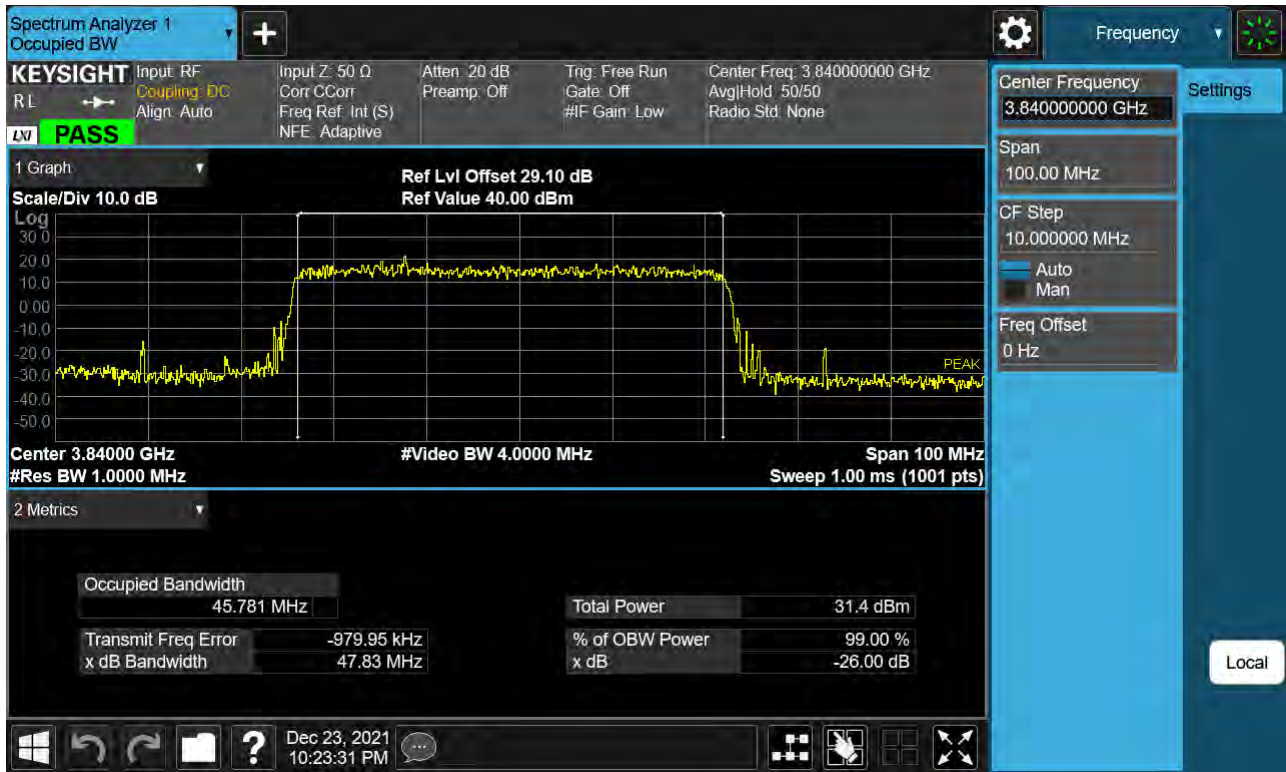 Spectrum Analyzer 1
Occupied BW
+
Frequency
KEYSIGHT
RL
LXI
PASS
Input: RF
Coupling: DC
Align: Auto
Input Z: 50 Ω
Corr CCorr
Freq Ref: Int (S)
NFE: Adaptive
Atten: 20 dB
Preamp: Off
Trig: Free Run
Gate: Off
#IF Gain: Low
Center Freq: 3.840000000 GHz
Avg|Hold: 50/50
Radio Std: None
1 Graph
Scale/Div 10.0 dB
Ref Lvl Offset 29.10 dB
Ref Value 40.00 dBm
Log
30.0
20.0
10.0
0.00
-10.0
-20.0
-30.0
-40.0
-50.0
PEAK
Center 3.84000 GHz
#Video BW 4.0000 MHz
Span 100 MHz
#Res BW 1.0000 MHz
Sweep 1.00 ms (1001 pts)
2 Metrics
Occupied Bandwidth
45.781 MHz
Total Power 31.4 dBm
Transmit Freq Error -979.95 kHz
% of OBW Power 99.00 %
x dB Bandwidth 47.83 MHz
x dB -26.00 dB
Center Frequency
3.840000000 GHz
Span
100.00 MHz
CF Step
10.000000 MHz
Auto
Man
Freq Offset
0 Hz
Settings
Local
?
Dec 23, 2021
10:23:31 PM